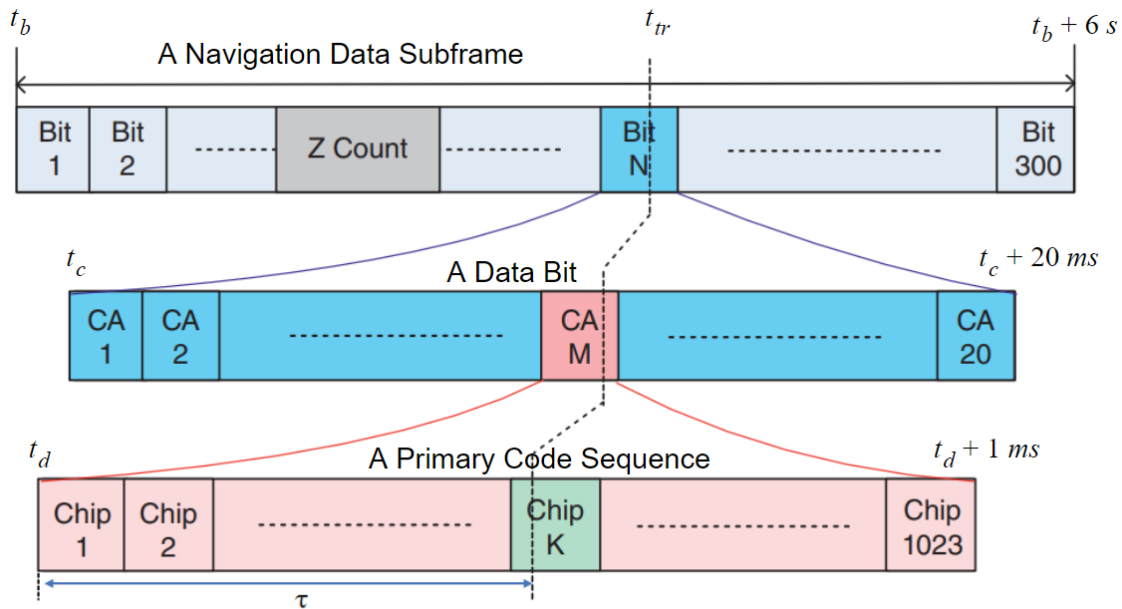 t_b
t_tr
t_b + 6 s
A Navigation Data Subframe
Bit 1
Bit 2
Z Count
Bit N
Bit 300
t_c
A Data Bit
t_c + 20 ms
CA 1
CA 2
CA M
CA 20
t_d
A Primary Code Sequence
t_d + 1 ms
Chip 1
Chip 2
Chip K
Chip 1023
τ